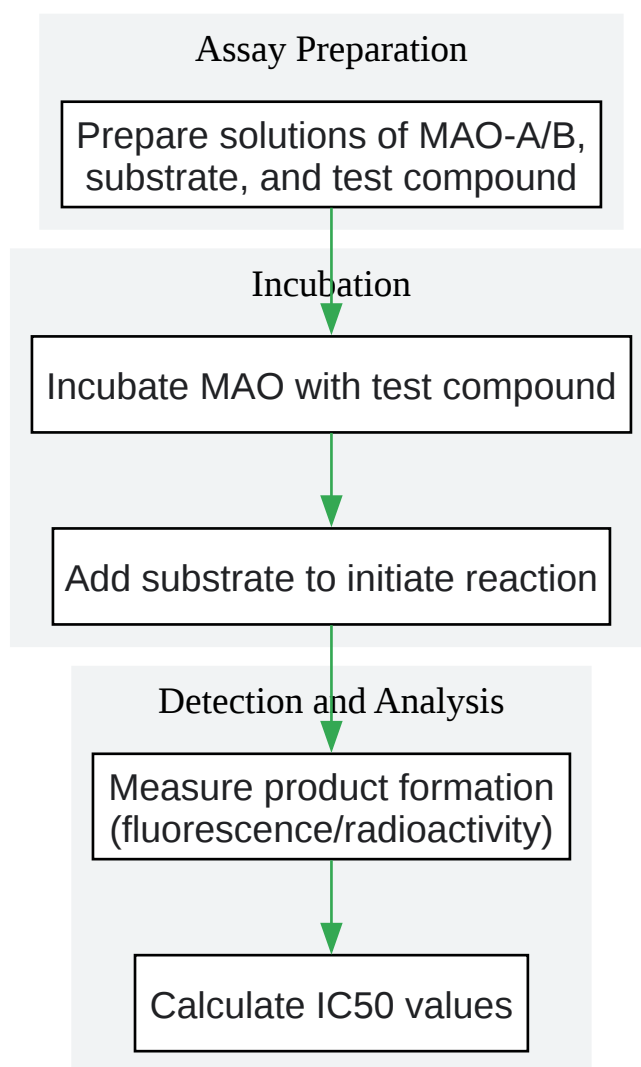 Assay Preparation
Prepare solutions of MAO-A/B,
substrate, and test compound
Incubation
Incubate MAO with test compound
Add substrate to initiate reaction
Detection and Analysis
Measure product formation
(fluorescence/radioactivity)
Calculate IC50 values